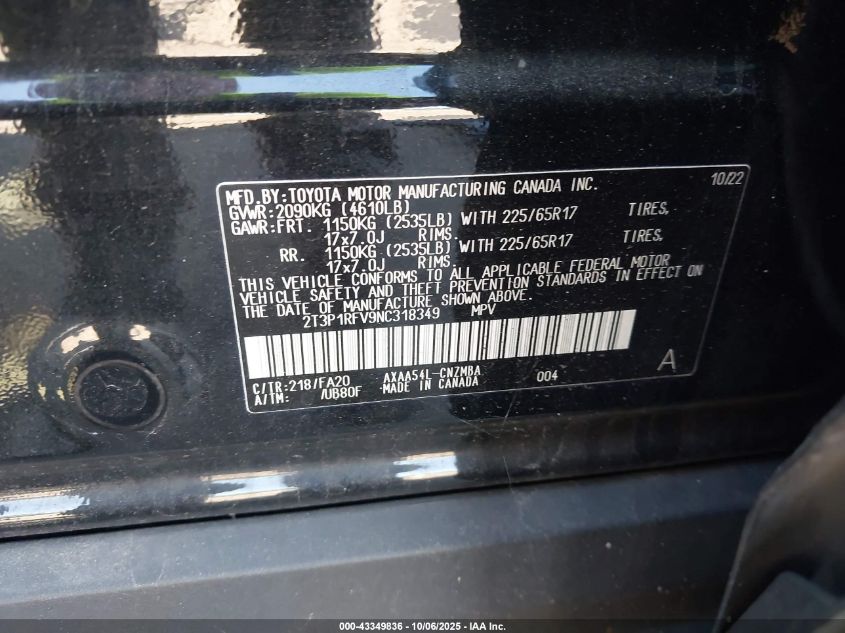 MFD.BY:TOYOTA MOTOR MANUFACTURING CANADA INC. 10/22
GVWR:2090KG (4610LB)
GAWR:FRT. 1150KG (2535LB) WITH 225/65R17 TIRES,
17x7.0J RIMS.
RR. 1150KG (2535LB) WITH 225/65R17 TIRES,
17x7.0J RIMS.
THIS VEHICLE CONFORMS TO ALL APPLICABLE FEDERAL MOTOR
VEHICLE SAFETY AND THEFT PREVENTION STANDARDS IN EFFECT ON
THE DATE OF MANUFACTURE SHOWN ABOVE.
2T3P1RFV9NC318349 MPV
A
C/TR:218/FA20 AXAA54L-CNZMBA 004
A/TM: /UB80F MADE IN CANADA
000-43349836 - 10/06/2025 - IAA Inc.